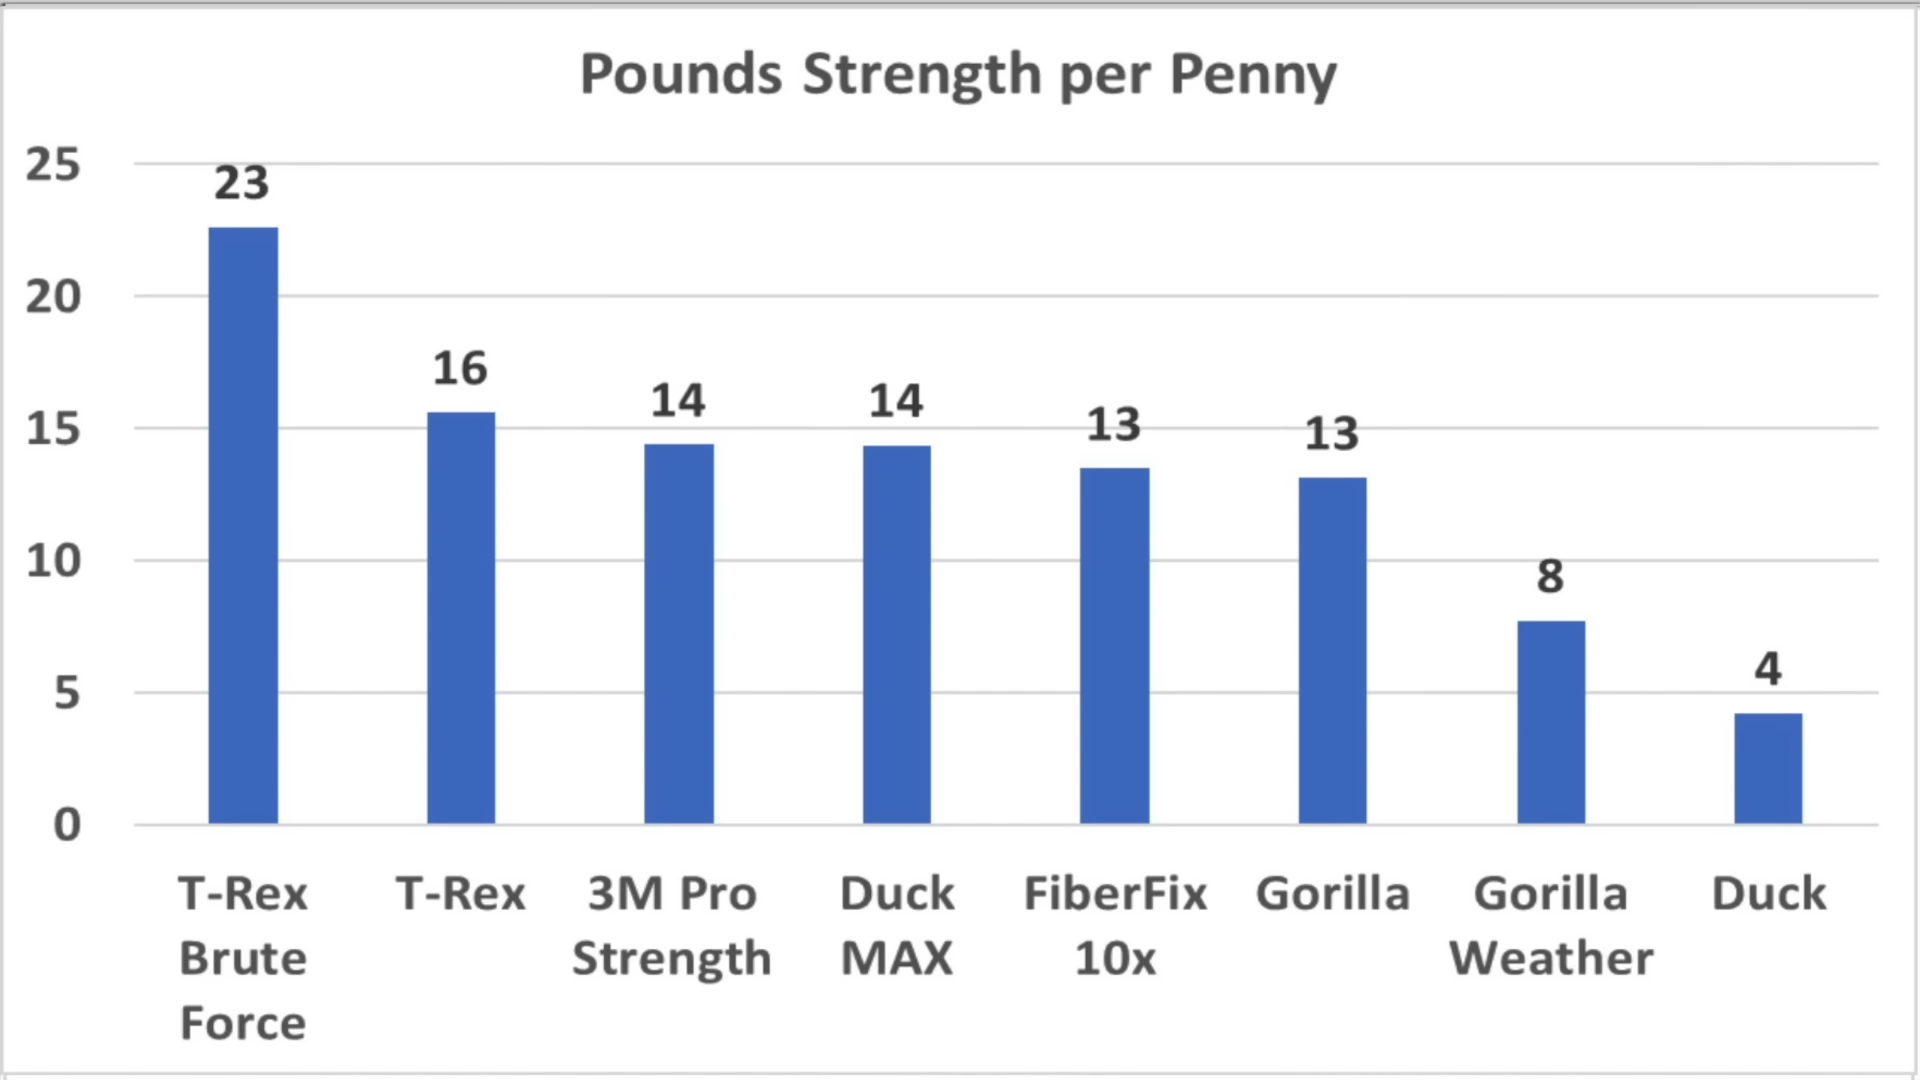 Pounds Strength per Penny
25
20
15
10
5
0
23
16
14
14
13
13
8
4
T-Rex
Brute
Force
T-Rex
3M Pro
Strength
Duck
MAX
FiberFix
10x
Gorilla
Gorilla
Weather
Duck